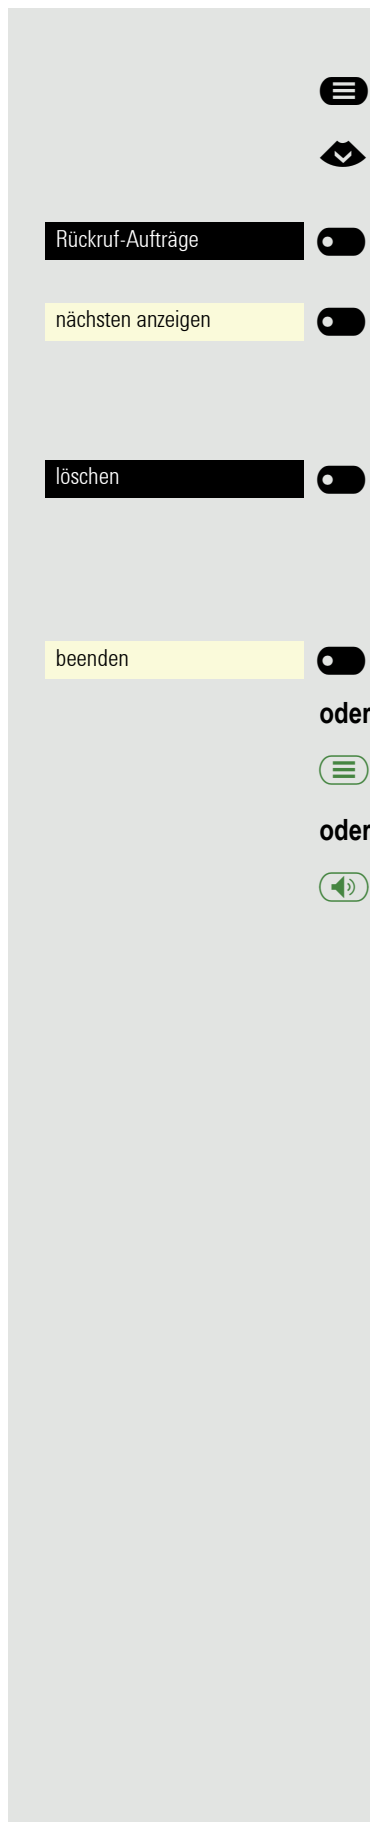 Rückruf-Aufträge
nächsten anzeigen
löschen
beenden
oder
oder